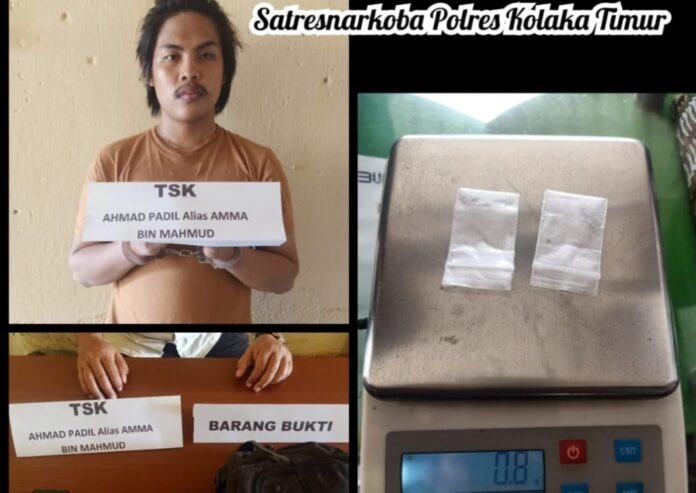 Satresnarkoba Polres Kolaka Timur
TSK
AHMAD PADIL Alias AMMA
BIN MAHMUD
TSK
AHMAD PADIL Alias AMMA
BIN MAHMUD
BARANG BUKTI
0.8
UNIT